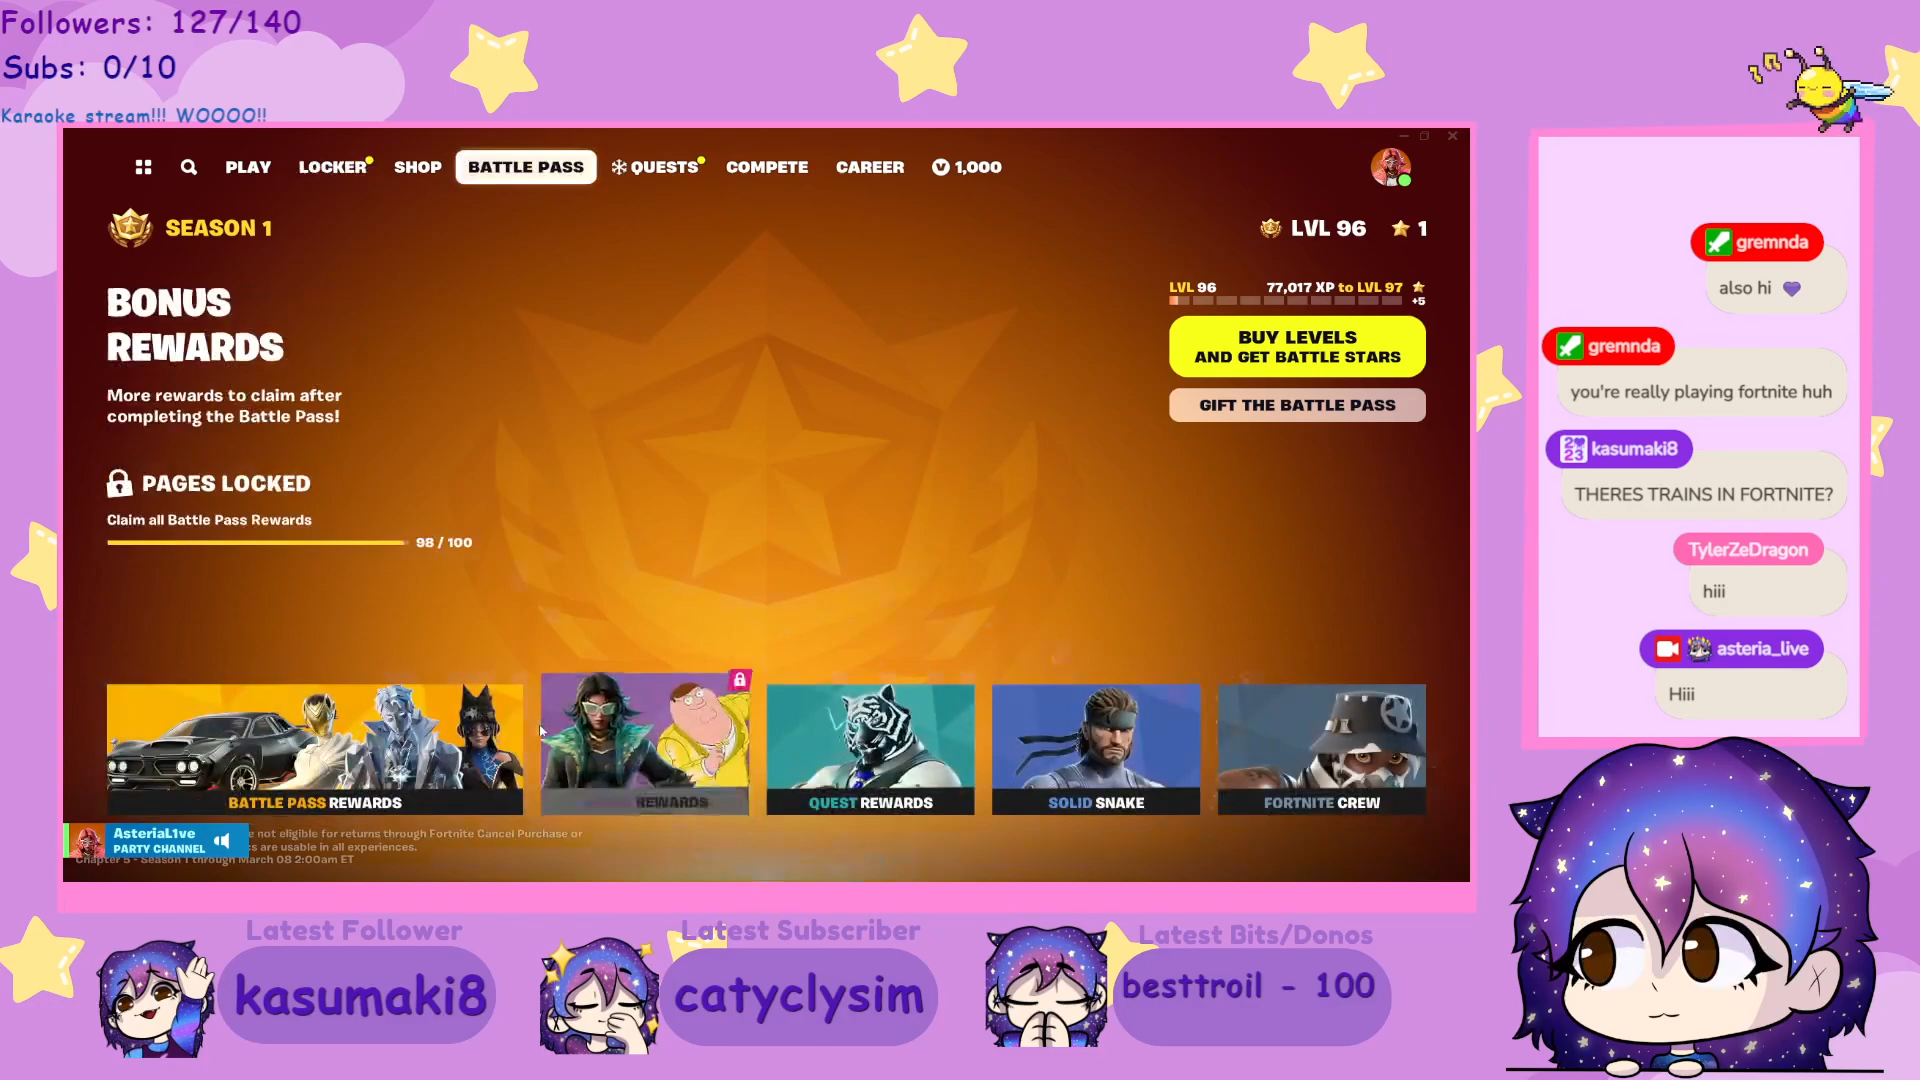 Followers: 127/140
Subs: 0/10
Karaoke stream!!! WOOOO!!
PLAY LOCKER SHOP BATTLE PASS QUESTS COMPETE CAREER 1,000
SEASON 1
LVL 96 1
BONUS
REWARDS
LVL 96 77,017 XP to LVL 97
+5
BUY LEVELS
AND GET BATTLE STARS
GIFT THE BATTLE PASS
More rewards to claim after
completing the Battle Pass!
PAGES LOCKED
Claim all Battle Pass Rewards
98 / 100
BATTLE PASS REWARDS
REWARDS
QUEST REWARDS
SOLID SNAKE
FORTNITE CREW
AsteriaL1ve
PARTY CHANNEL
e not eligible for returns through Fortnite Cancel Purchase or
s are usable in all experiences.
Chapter 5 - Season 1 through March 08 2:00am ET
gremnda
also hi
gremnda
you're really playing fortnite huh
kasumaki8
THERES TRAINS IN FORTNITE?
TylerZeDragon
hiii
asteria_live
Hiii
Latest Follower
kasumaki8
Latest Subscriber
catyclysim
Latest Bits/Donos
besttroil - 100